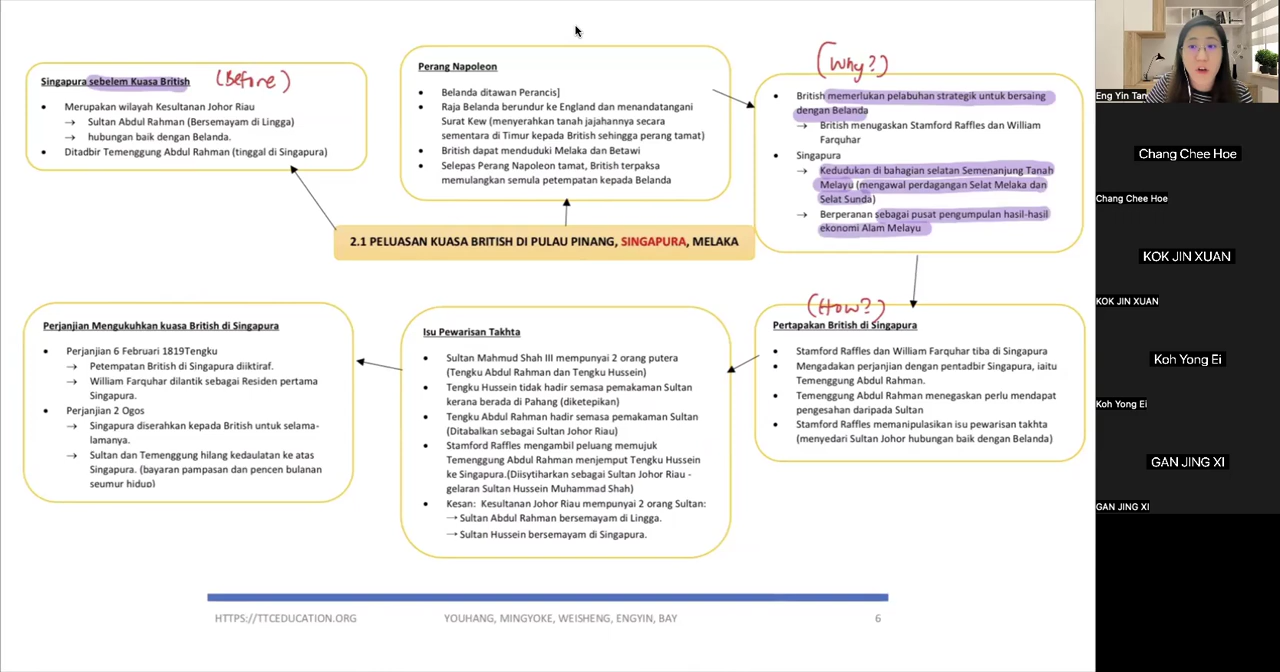 Singapura sebelem Kuasa British (Before)
Merupakan wilayah Kesultanan Johor Riau
→ Sultan Abdul Rahman (Bersemayam di Lingga)
→ hubungan baik dengan Belanda.
Ditadbir Temenggung Abdul Rahman (tinggal di Singapura)
Perang Napoleon
Belanda ditawan Perancis]
Raja Belanda berundur ke England dan menandatangani
Surat Kew (menyerahkan tanah jajahannya secara
sementara di Timur kepada British sehingga perang tamat)
British dapat menduduki Melaka dan Betawi
Selepas Perang Napoleon tamat, British terpaksa
memulangkan semula petempatan kepada Belanda
(Why?)
British memerlukan pelabuhan strategik untuk bersaing
dengan Belanda
→ British menugaskan Stamford Raffles dan William
Farquhar
Singapura
→ Kedudukan di bahagian selatan Semenanjung Tanah
Melayu (mengawal perdagangan Selat Melaka dan
Selat Sunda)
→ Berperanan sebagai pusat pengumpulan hasil-hasil
ekonomi Alam Melayu
2.1 PELUASAN KUASA BRITISH DI PULAU PINANG, SINGAPURA, MELAKA
Perjanjian Mengukuhkan kuasa British di Singapura
Perjanjian 6 Februari 1819Tengku
→ Petempatan British di Singapura diiktiraf.
→ William Farquhar dilantik sebagai Residen pertama
Singapura.
Perjanjian 2 Ogos
→ Singapura diserahkan kepada British untuk selama-
lamanya.
→ Sultan dan Temenggung hilang kedaulatan ke atas
Singapura. (bayaran pampasan dan pencen bulanan
seumur hidup)
Isu Pewarisan Takhta
Sultan Mahmud Shah III mempunyai 2 orang putera
(Tengku Abdul Rahman dan Tengku Hussein)
Tengku Hussein tidak hadir semasa pemakaman Sultan
kerana berada di Pahang (diketepikan)
Tengku Abdul Rahman hadir semasa pemakaman Sultan
(Ditabalkan sebagai Sultan Johor Riau)
Stamford Raffles mengambil peluang memujuk
Temenggung Abdul Rahman menjemput Tengku Hussein
ke Singapura.(Diisytiharkan sebagai Sultan Johor Riau -
gelaran Sultan Hussein Muhammad Shah)
Kesan: Kesultanan Johor Riau mempunyai 2 orang Sultan:
→ Sultan Abdul Rahman bersemayam di Lingga.
→ Sultan Hussein bersemayam di Singapura.
(How?)
Pertapakan British di Singapura
Stamford Raffles dan William Farquhar tiba di Singapura
Mengadakan perjanjian dengan pentadbir Singapura, iaitu
Temenggung Abdul Rahman.
Temenggung Abdul Rahman menegaskan perlu mendapat
pengesahan daripada Sultan
Stamford Raffles memanipulasikan isu pewarisan takhta
(menyedari Sultan Johor hubungan baik dengan Belanda)
HTTPS://TTCEDUCATION.ORG
YOUHANG, MINGYOKE, WEISHENG, ENGYIN, BAY
6
Eng Yin Tan
Chang Chee Hoe
Chang Chee Hoe
KOK JIN XUAN
KOK JIN XUAN
Koh Yong Ei
Koh Yong Ei
GAN JING XI
GAN JING XI